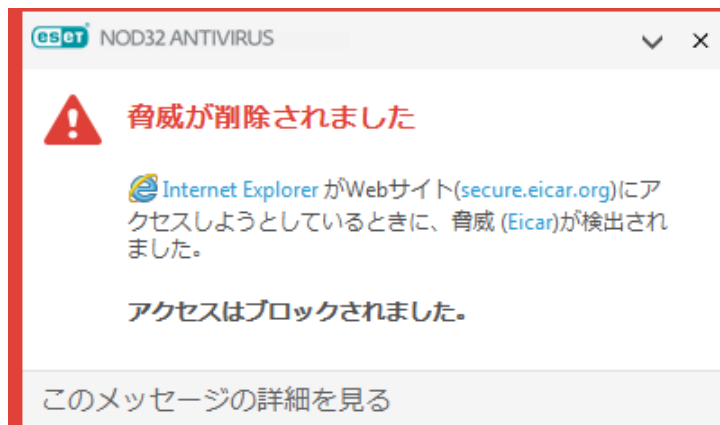 eset NOD32 ANTIVIRUS
脅威が削除されました
Internet Explorer がWebサイト(secure.eicar.org)にア
クセスしようとしているときに、脅威 (Eicar)が検出され
ました。
アクセスはブロックされました。
このメッセージの詳細を見る